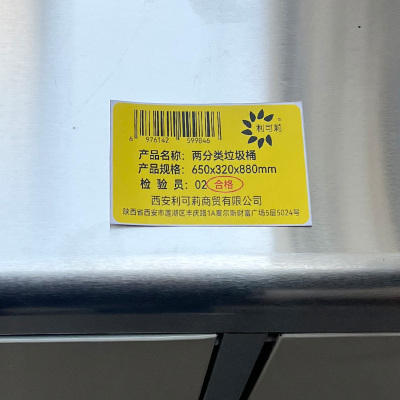 利可莉
6 976142 599846
产品名称：两分类垃圾桶
产品规格：650x320x880mm
检 验 员：02 合格
西安利可莉商贸有限公司
陕西省西安市莲湖区丰庆路1A摩尔斯财富广场5层5024号